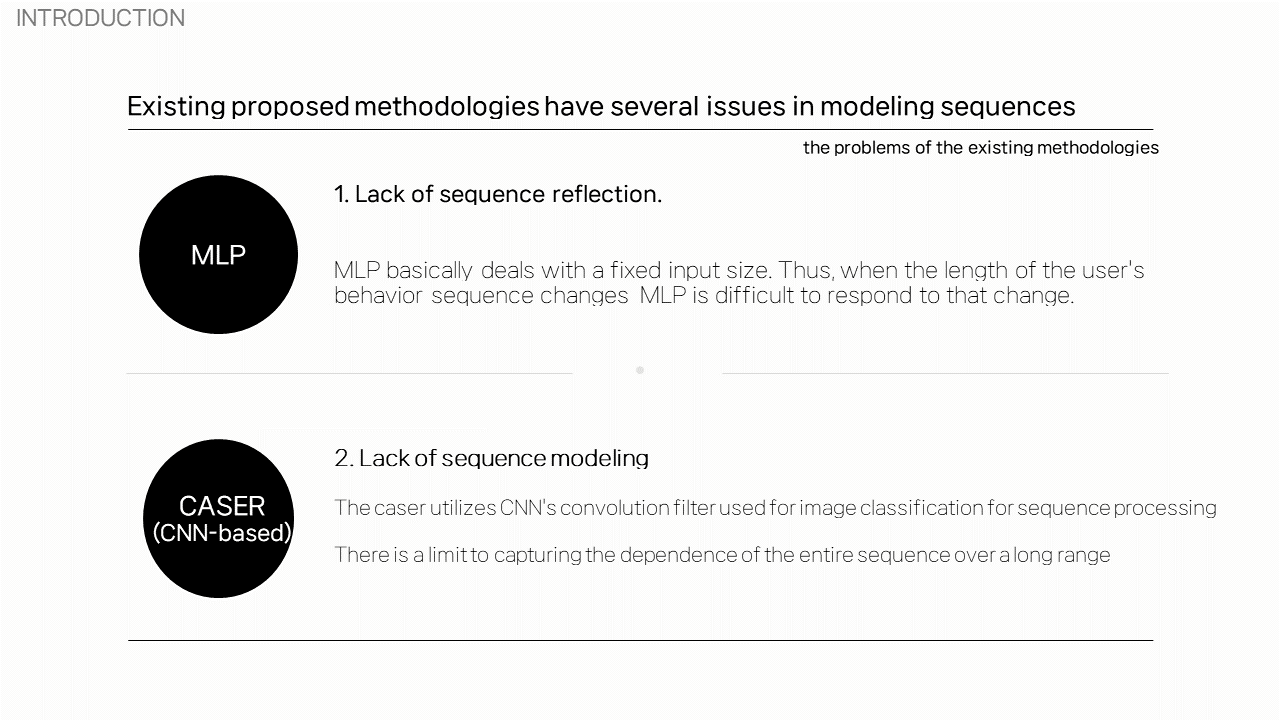 INTRODUCTION
Existing proposed methodologies have several issues in modeling sequences
the problems of the existing methodologies
MLP
1. Lack of sequence reflection.
MLP basically deals with a fixed input size. Thus, when the length of the user's
behavior sequence changes MLP is difficult to respond to that change.
CASER
(CNN-based)
2. Lack of sequence modeling
The caser utilizes CNN's convolution filter used for image classification for sequence processing
There is a limit to capturing the dependence of the entire sequence over a long range